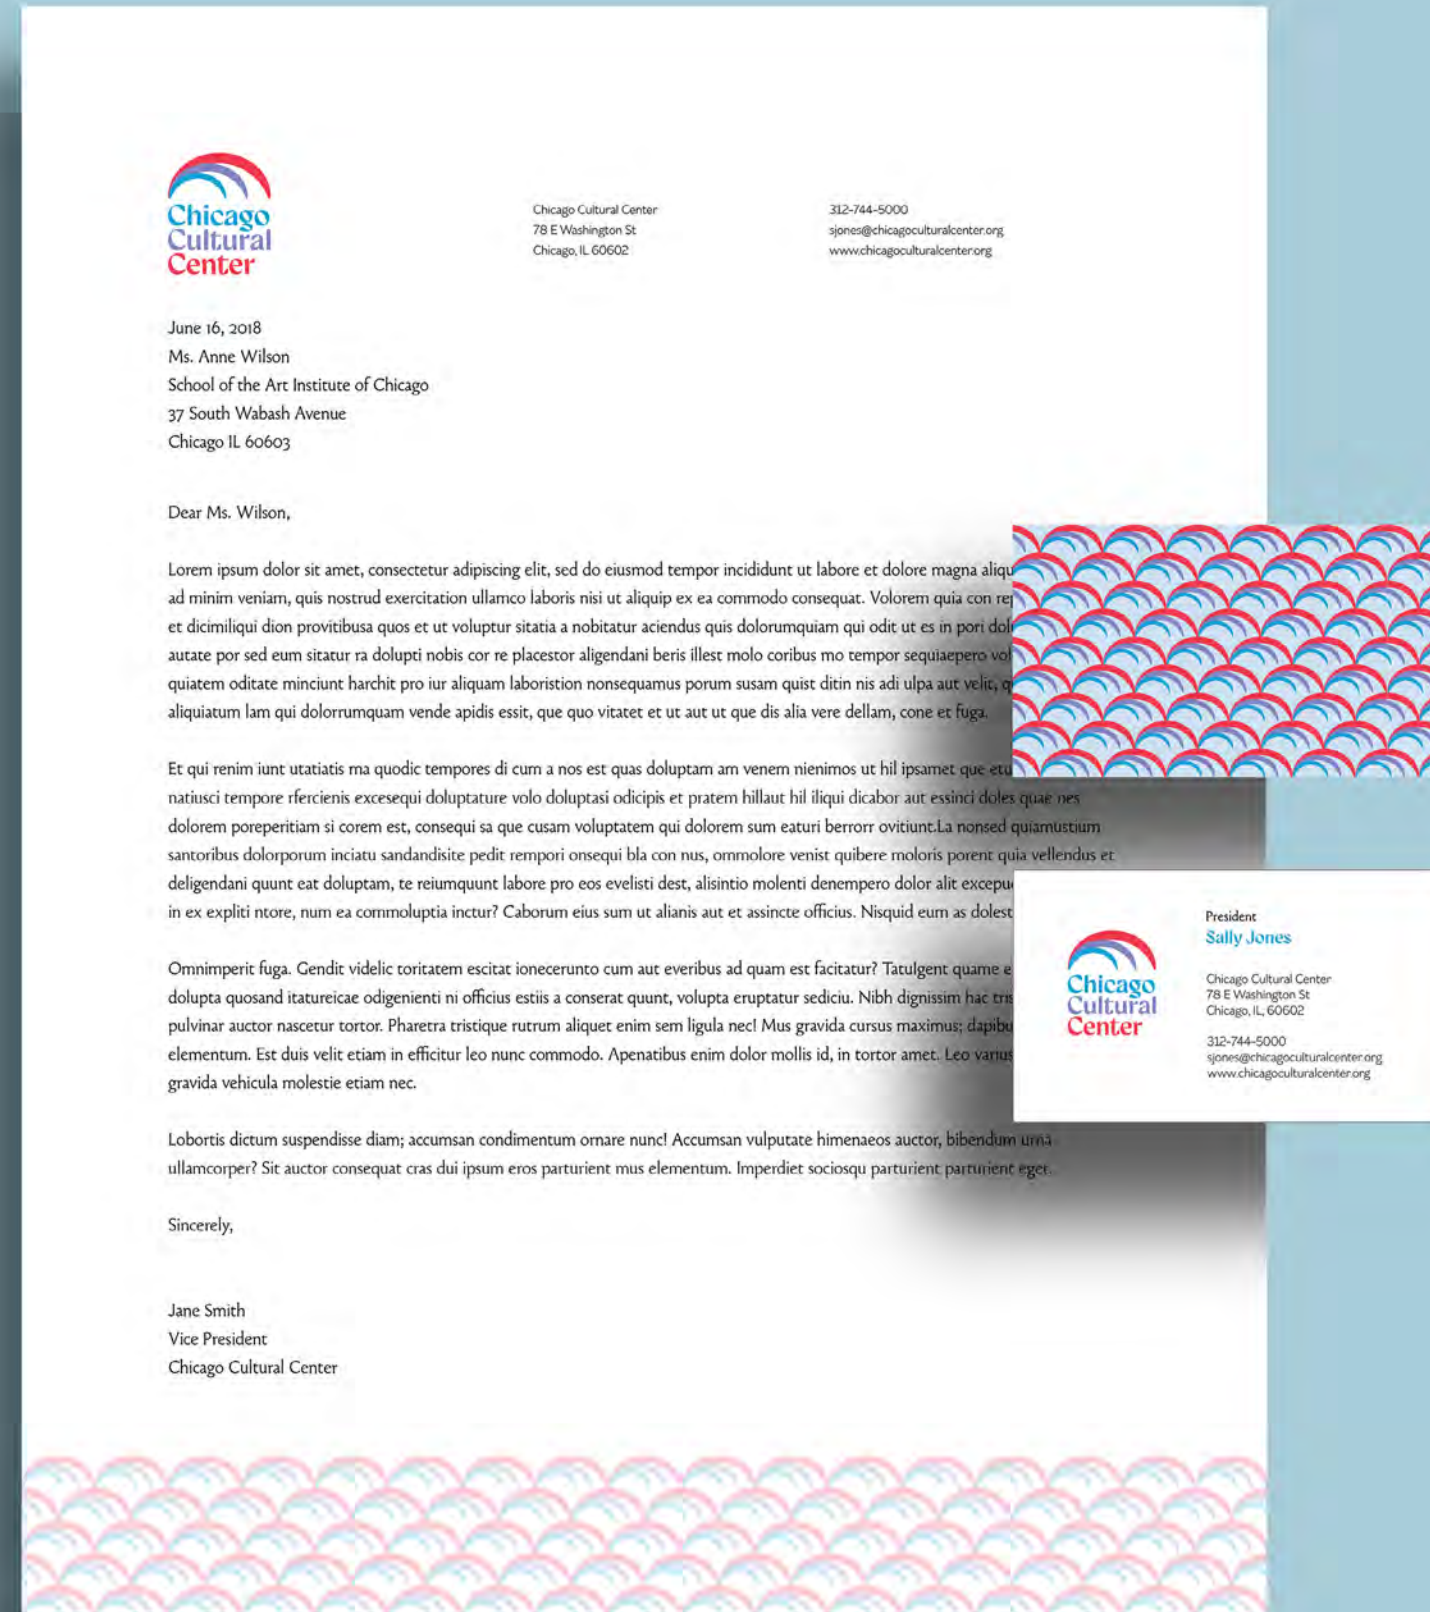 Chicago
Cultural
Center
Chicago Cultural Center
78 E Washington St
Chicago, IL 60602
312-744-5000
sjones@chicagoculturalcenter.org
www.chicagoculturalcenter.org
June 16, 2018
Ms. Anne Wilson
School of the Art Institute of Chicago
37 South Wabash Avenue
Chicago IL 60603
Dear Ms. Wilson,
Lorem ipsum dolor sit amet, consectetur adipiscing elit, sed do eiusmod tempor incididunt ut labore et dolore magna aliqu
ad minim veniam, quis nostrud exercitation ullamco laboris nisi ut aliquip ex ea commodo consequat. Volorem quia con
et dicimiliqui dion provitibusa quos et ut voluptur sitatia a nobitatur aciendus quis dolorumquiam qui odit ut es in pori
autate por sed eum sitatur ra dolupti nobis cor re placestor aligendani beris illest molo coribus mo tempor sequiaepero
quiatem oditate minciunt harchit pro iur aliquam laboristion nonsequamus porum susam quist ditin nis adi ulpa aut velit,
aliquiatum lam qui dolorrumquam vende apidis essit, que quo vitatet et ut aut ut que dis alia vere dellam, cone et fuga.
Et qui renim iunt utatiatis ma quodic tempores di cum a nos est quas doluptam am venem nienimos ut hil ipsamet que
natiusci tempore rfercienis excesequi doluptature volo doluptasi odicipis et pratem hillaut hil iliqui dicabor aut essinci doles quae nes
dolorem poreperitiam si corem est, consequi sa que cusam voluptatem qui dolorem sum eaturi berrorr ovitiunt.La nonsed quiamustium
santoribus dolorporum inciatu sandandisite pedit rempori onsequi bla con nus, ommolore venist quibere moloris porent quia vellendus et
deligendani quunt eat doluptam, te reiumquunt labore pro eos evelisti dest, alisintio molenti denempero dolor alit
in ex expliti ntore, num ea commoluptia inctur? Caborum eius sum ut alianis aut et assincte officius. Nisquid eum as dolest
Omnimperit fuga. Gendit videlic toritatem escitat ionecerunto cum aut everibus ad quam est facitatur? Tatulgent quame
dolupta quosand itatureicae odigenienti ni officius estiis a conserat quunt, volupta eruptatur sediciu. Nibh dignissim hac
pulvinar auctor nascetur tortor. Pharetra tristique rutrum aliquet enim sem ligula nec! Mus gravida cursus maximus;
elementum. Est duis velit etiam in efficitur leo nunc commodo. Apenatibus enim dolor mollis id, in tortor amet. Leo varius
gravida vehicula molestie etiam nec.
Lobortis dictum suspendisse diam; accumsan condimentum ornare nunc! Accumsan vulputate himenaeos auctor, bibendum urna
ullamcorper? Sit auctor consequat cras dui ipsum eros parturient mus elementum. Imperdiet sociosqu parturient parturient eget.
Sincerely,
Jane Smith
Vice President
Chicago Cultural Center
Chicago
Cultural
Center
President
Sally Jones
Chicago Cultural Center
78 E Washington St
Chicago, IL, 60602
312-744-5000
sjones@chicagoculturalcenter.org
www.chicagoculturalcenter.org